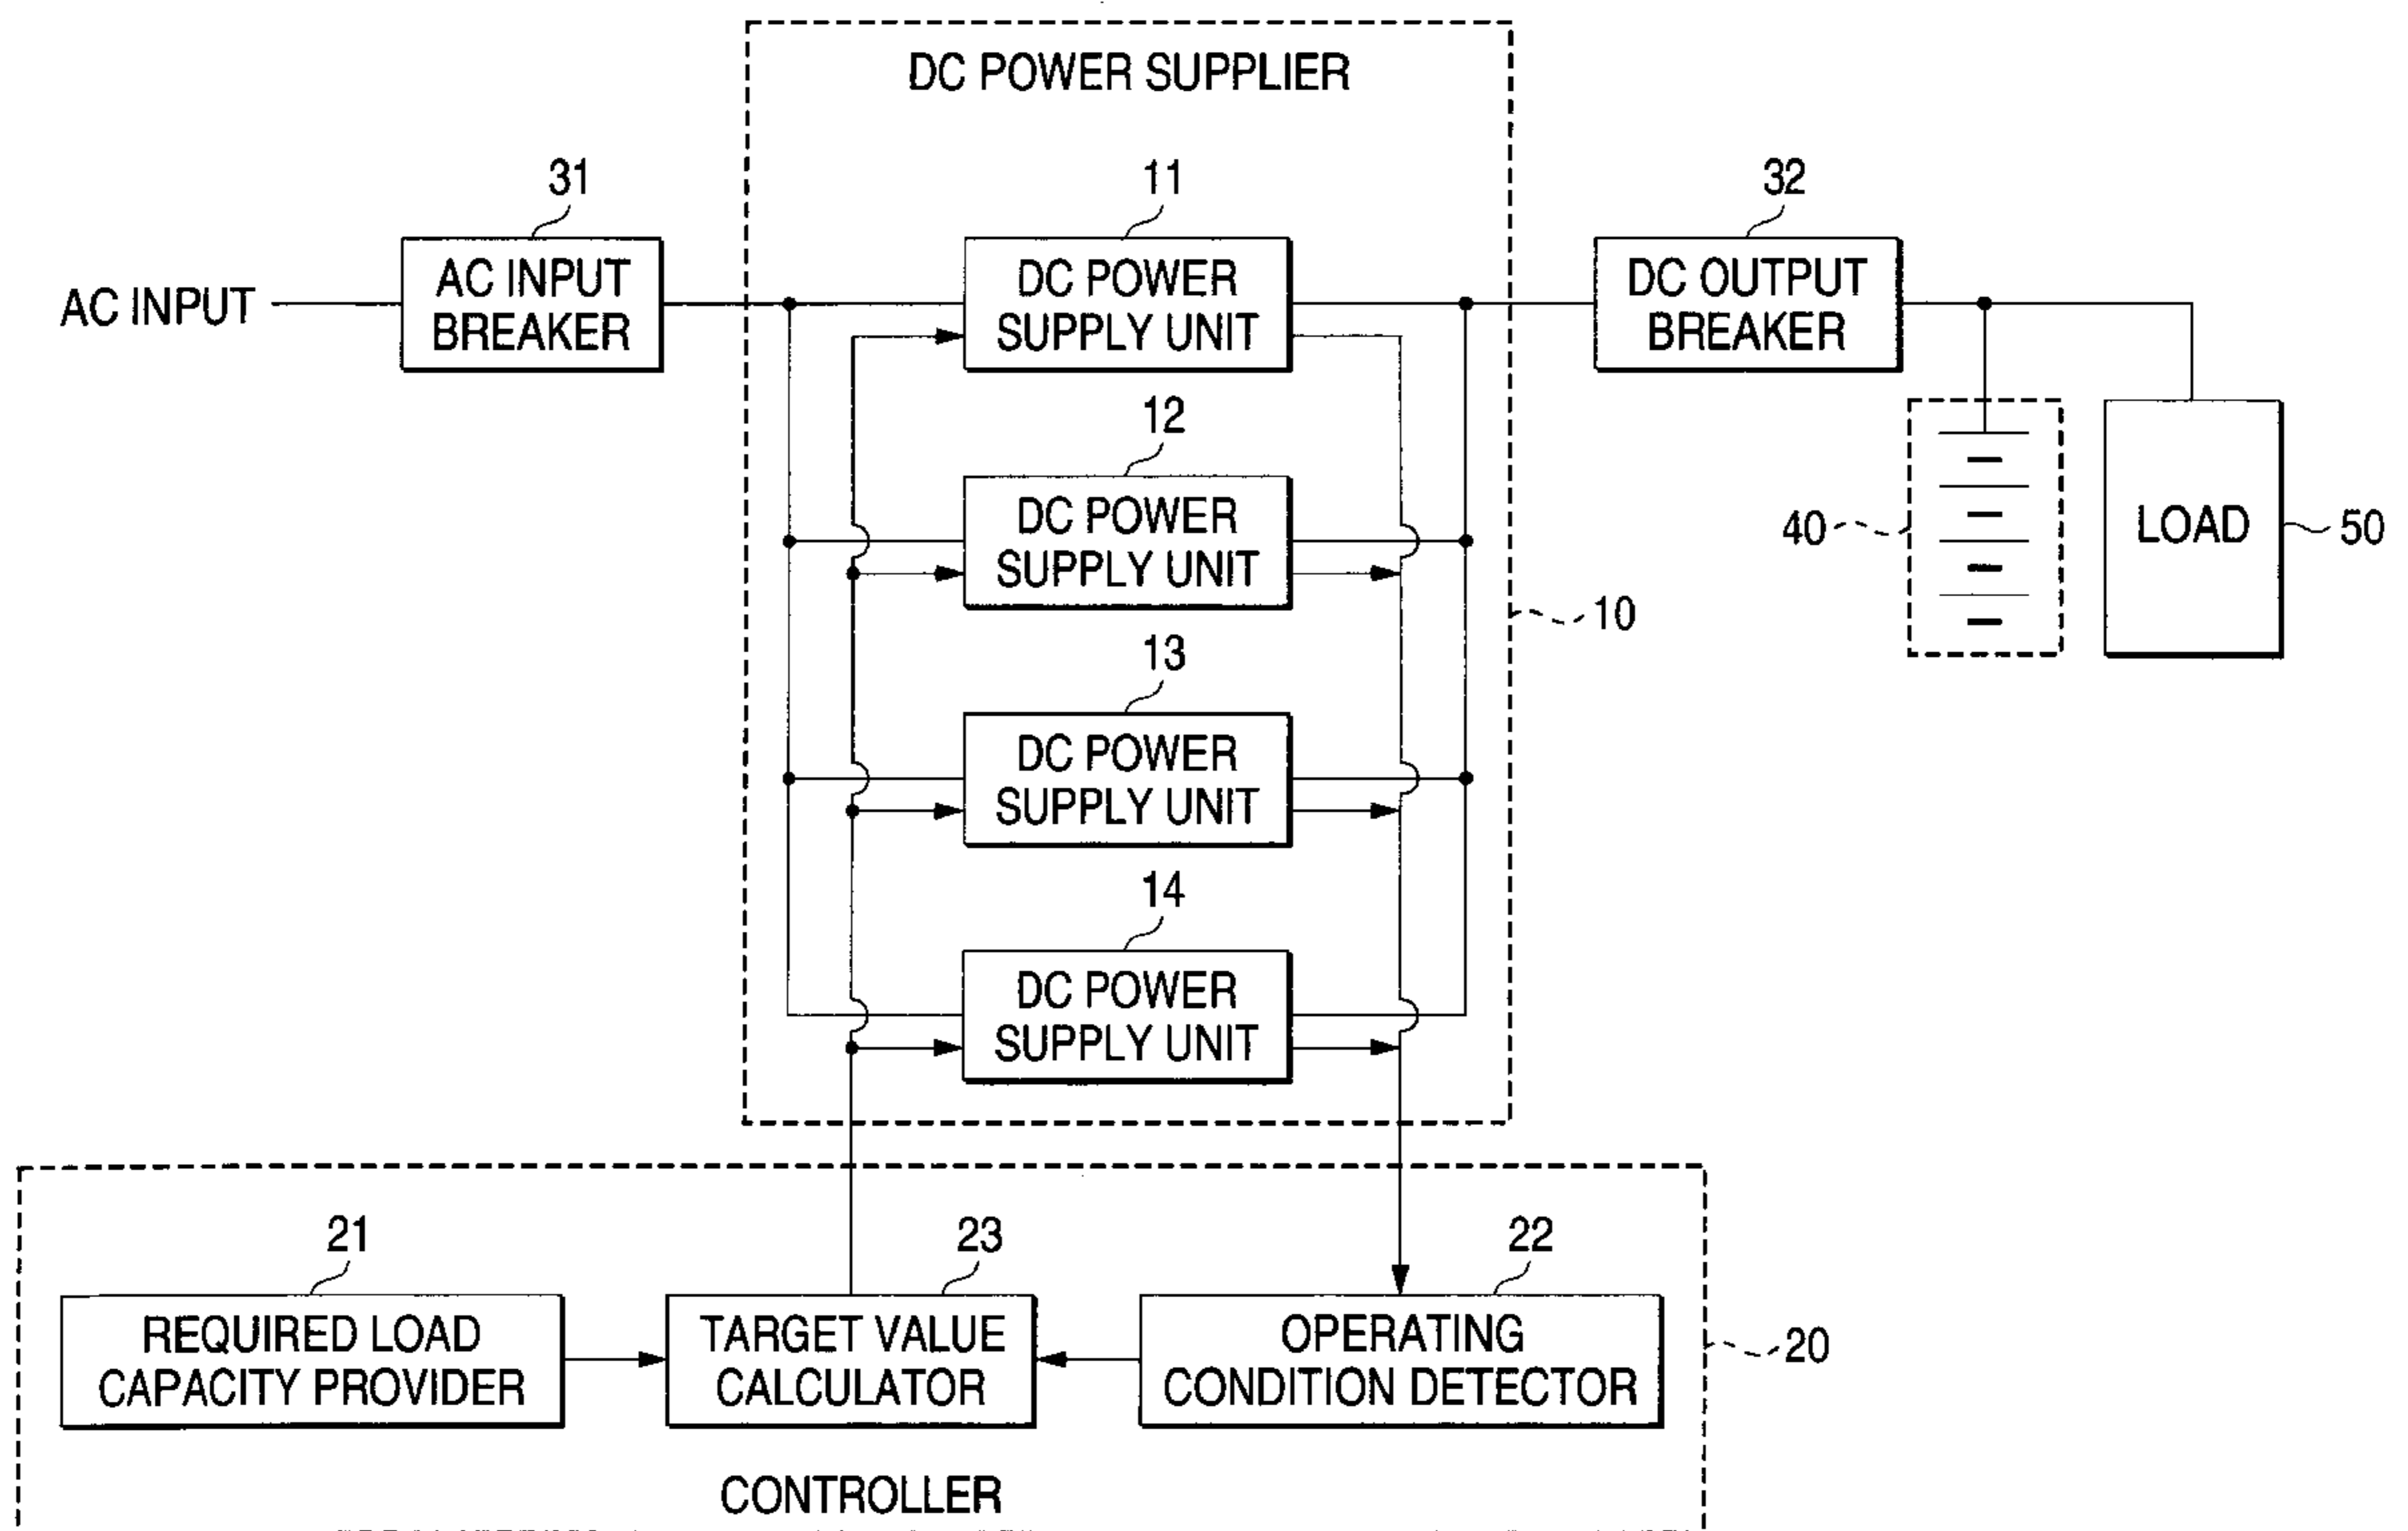 DC POWER SUPPLIER
31
11
32
AC INPUT
AC INPUT
BREAKER
DC POWER
SUPPLY UNIT
DC OUTPUT
BREAKER
12
DC POWER
SUPPLY UNIT
40
LOAD
50
10
13
DC POWER
SUPPLY UNIT
14
DC POWER
SUPPLY UNIT
21
23
22
REQUIRED LOAD
CAPACITY PROVIDER
TARGET VALUE
CALCULATOR
OPERATING
CONDITION DETECTOR
20
CONTROLLER